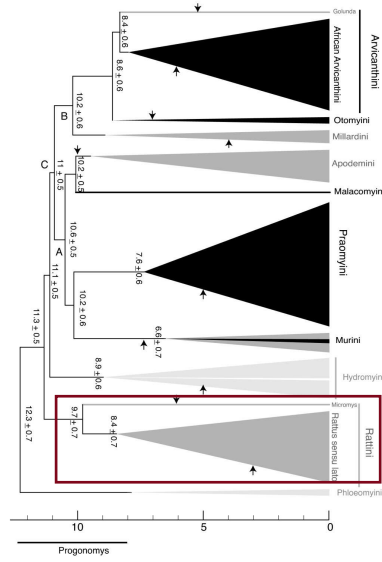 Golunda
8.4 ± 0.6
African Arvicanthini
Arvicanthini
8.6 ± 0.6
Otomyini
B
10.2 ± 0.6
Millardini
C
10.2 ± 0.5
Apodemini
11 ± 0.5
Malacomyin
A
10.6 ± 0.5
7.6 ± 0.6
Praomyini
11.1 ± 0.5
10.2 ± 0.6
6.6 ± 0.7
Murini
11.3 ± 0.5
8.9 ± 0.6
Hydromyin
Micromys
9.7 ± 0.7
8.4 ± 0.7
Rattus sensu lato
Rattini
12.3 ± 0.7
Phloeomyini
10 5 0
Progonomys